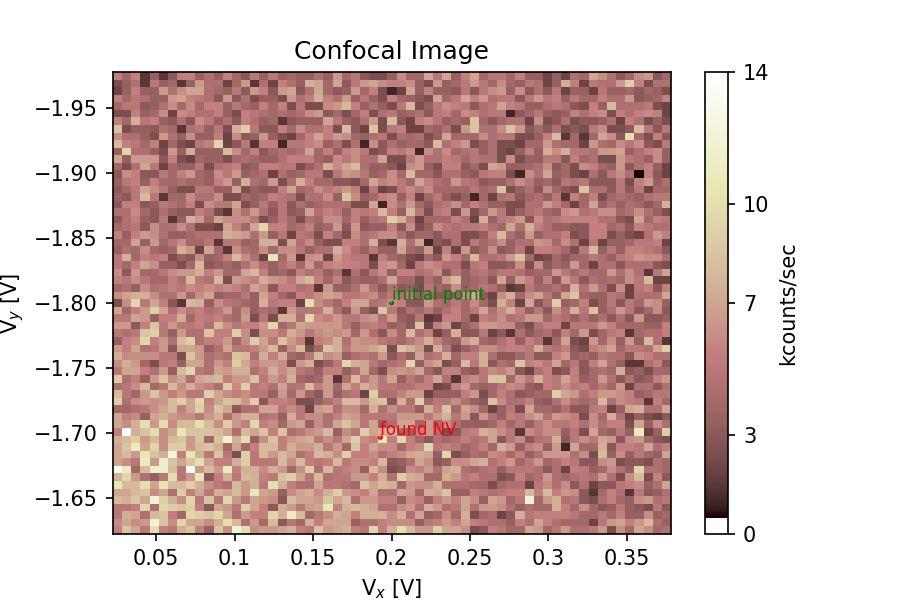 Confocal Image
−1.95
−1.90
−1.85
−1.80
−1.75
−1.70
−1.65
V_y [V]
initial point
found NV
0.05 0.1 0.15 0.2 0.25 0.3 0.35
V_x [V]
14
10
7
3
0
kcounts/sec